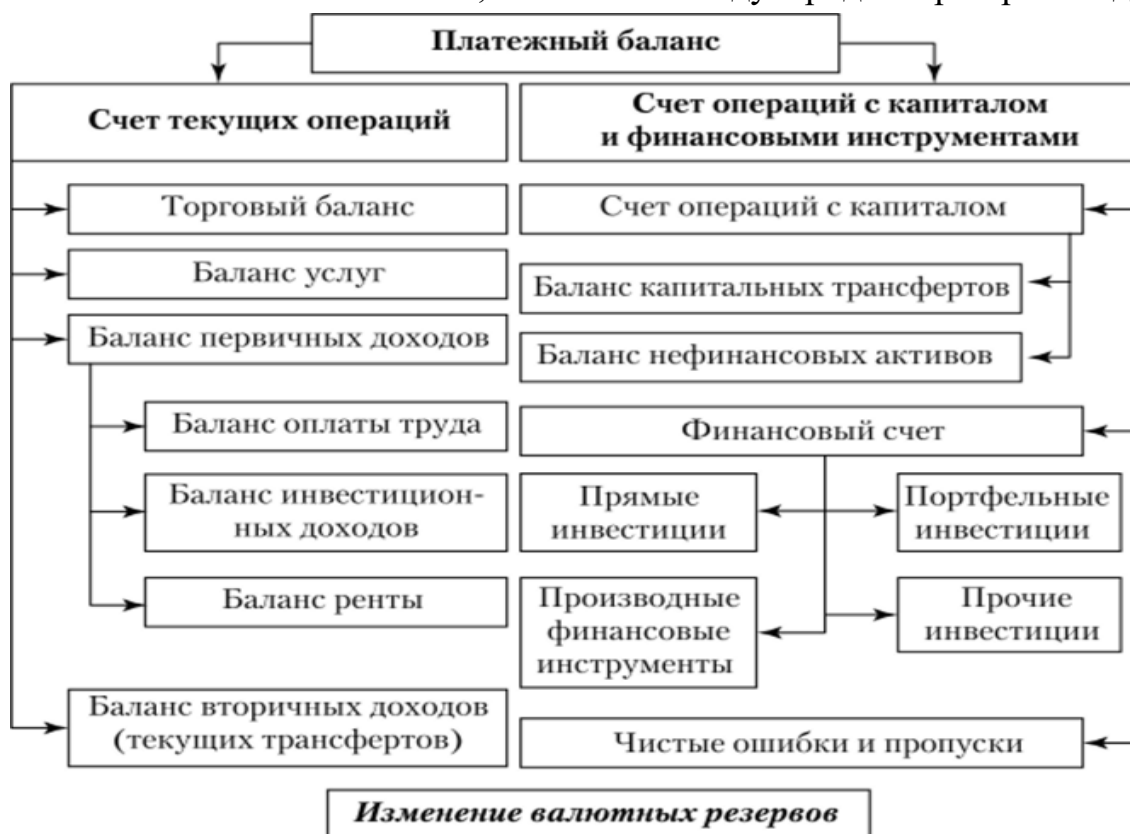 Платежный баланс
Счет текущих операций
Счет операций с капиталом
и финансовыми инструментами
Торговый баланс
Баланс услуг
Баланс первичных доходов
Баланс оплаты труда
Баланс инвестицион-
ных доходов
Баланс ренты
Баланс вторичных доходов
(текущих трансфертов)
Счет операций с капиталом
Баланс капитальных трансфертов
Баланс нефинансовых активов
Финансовый счет
Прямые
инвестиции
Портфельные
инвестиции
Производные
финансовые
инструменты
Прочие
инвестиции
Чистые ошибки и пропуски
Изменение валютных резервов